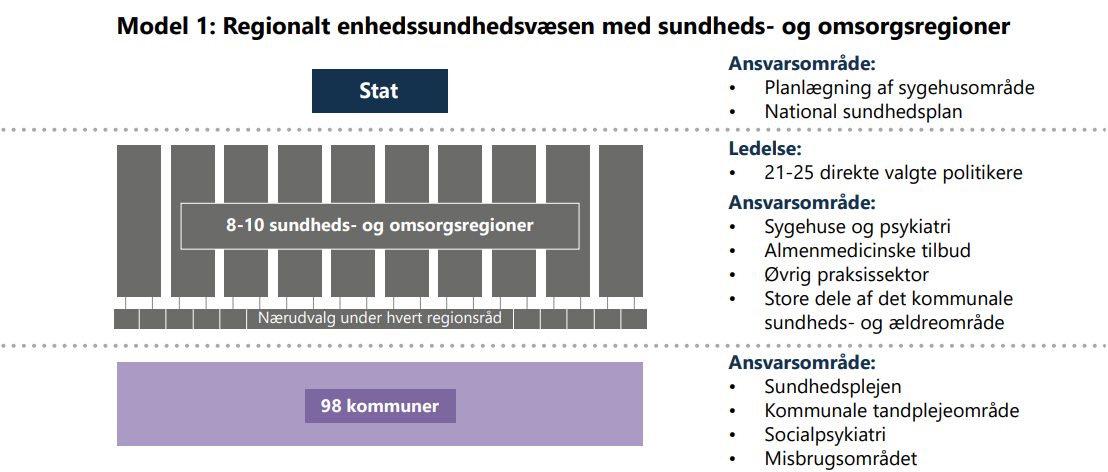 Model 1: Regionalt enhedssundhedsvæsen med sundheds- og omsorgsregioner
Stat
Ansvarsområde:
• Planlægning af sygehusområde
• National sundhedsplan
8-10 sundheds- og omsorgsregioner
Nærudvalg under hvert regionsråd
Ledelse:
• 21-25 direkte valgte politikere
Ansvarsområde:
• Sygehuse og psykiatri
• Almenmedicinske tilbud
• Øvrig praksissektor
• Store dele af det kommunale
sundheds- og ældreområde
98 kommuner
Ansvarsområde:
• Sundhedsplejen
• Kommunale tandplejeområde
• Socialpsykiatri
• Misbrugsområdet